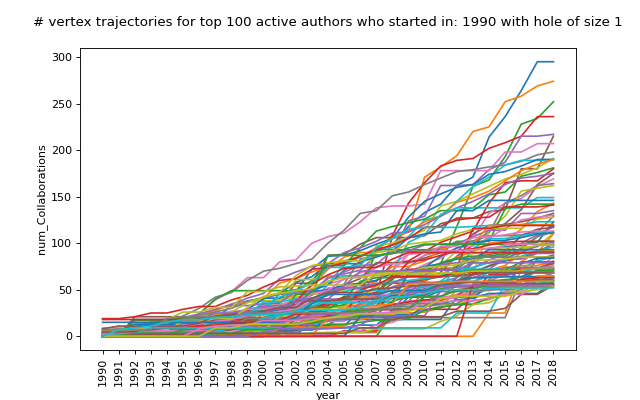 # vertex trajectories for top 100 active authors who started in: 1990 with hole of size 1
300
250
200
150
100
50
0
num_Collaborations
1990 1991 1992 1993 1994 1995 1996 1997 1998 1999 2000 2001 2002 2003 2004 2005 2006 2007 2008 2009 2010 2011 2012 2013 2014 2015 2016 2017 2018
year